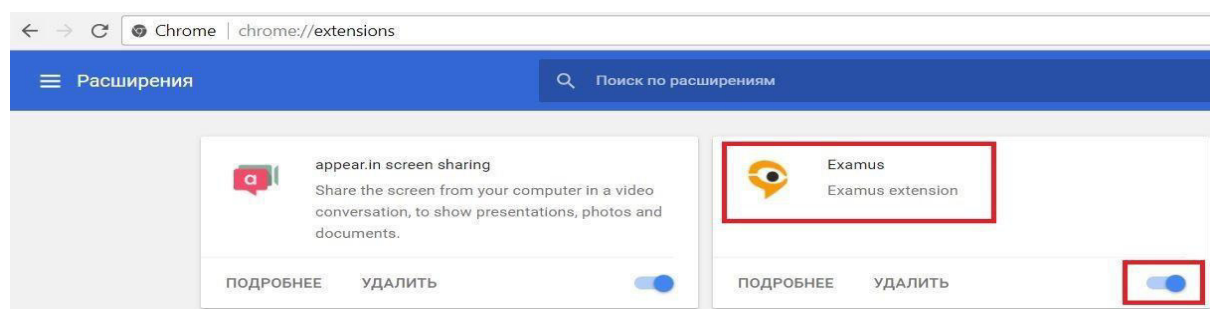 Chrome | chrome://extensions
Расширения
Поиск по расширениям
appear.in screen sharing
Share the screen from your computer in a video
conversation, to show presentations, photos and
documents.
ПОДРОБНЕЕ УДАЛИТЬ
Examus
Examus extension
ПОДРОБНЕЕ УДАЛИТЬ